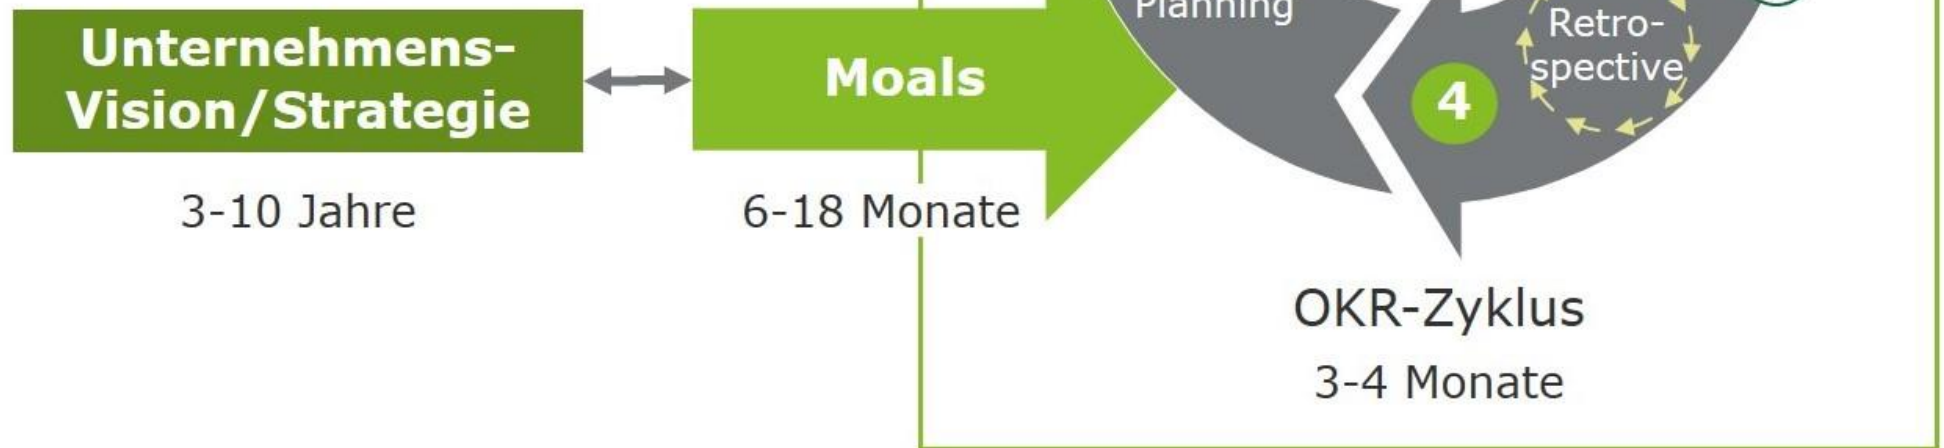 Planning
Retro-
spective
4
Unternehmens-
Vision/Strategie
Moals
3-10 Jahre
6-18 Monate
OKR-Zyklus
3-4 Monate